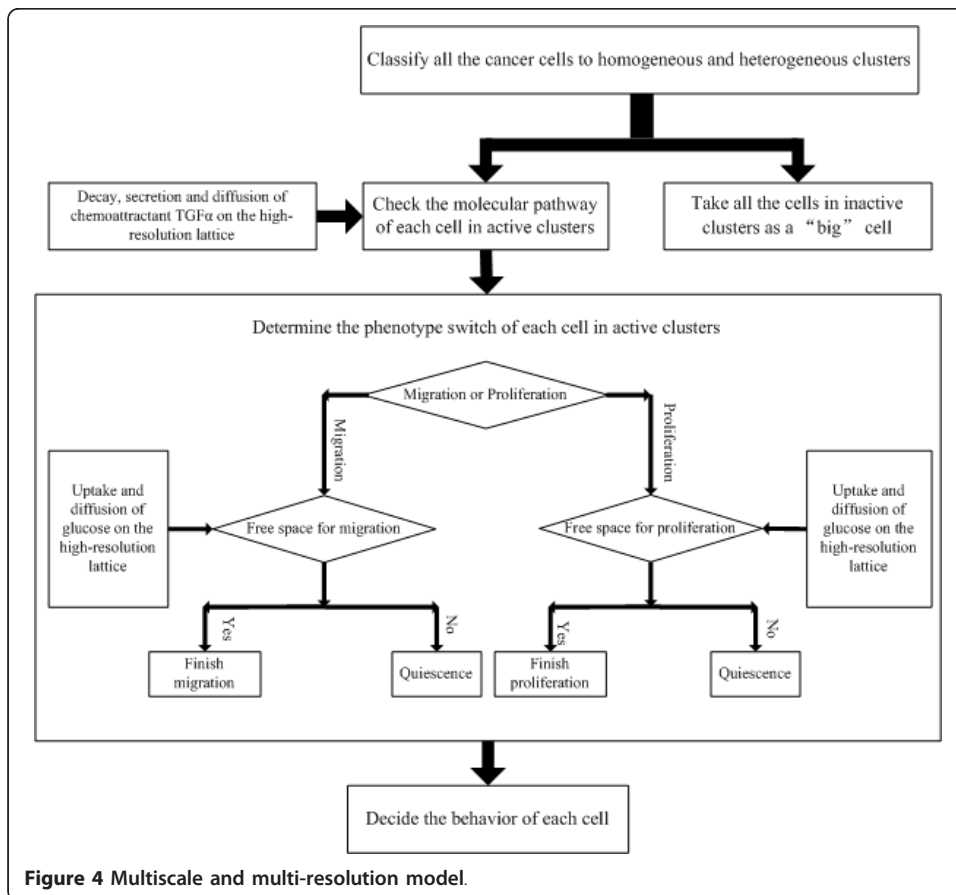 Classify all the cancer cells to homogeneous and heterogeneous clusters
Decay, secretion and diffusion of
chemoattractant TGFα on the high-
resolution lattice
Check the molecular pathway
of each cell in active clusters
Take all the cells in inactive
clusters as a “big” cell
Determine the phenotype switch of each cell in active clusters
Migration or Proliferation
Migration
Proliferation
Uptake and
diffusion of
glucose on the
high-resolution
lattice
Free space for migration
Free space for proliferation
Uptake and
diffusion of
glucose on the
high-resolution
lattice
Yes
No
Yes
No
Finish
migration
Quiescence
Finish
proliferation
Quiescence
Decide the behavior of each cell
Figure 4 Multiscale and multi-resolution model.